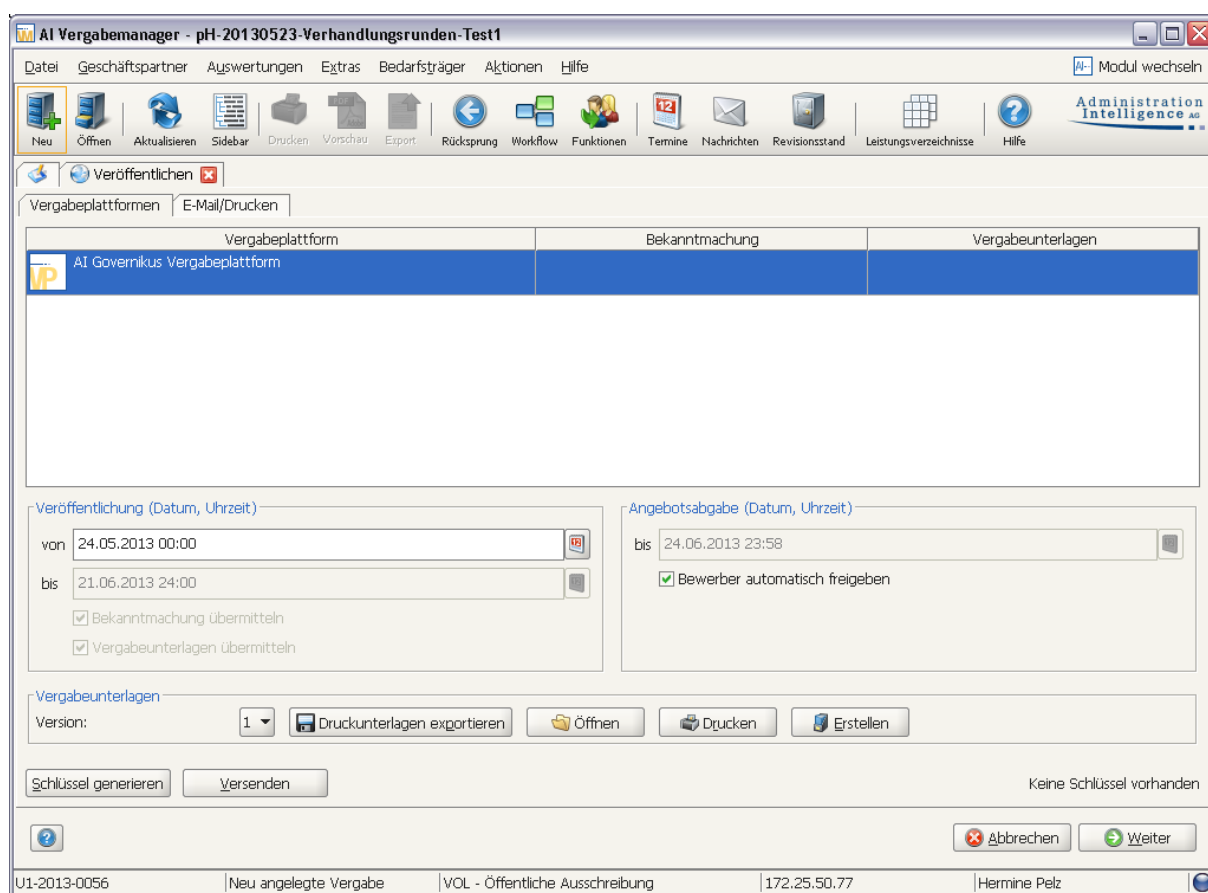 AI Vergabemanager - pH-20130523-Verhandlungsrunden-Test1
Datei Geschäftspartner Auswertungen Extras Bedarfsträger Aktionen Hilfe AI-- Modul wechseln
Neu Öffnen Aktualisieren Sidebar Drucken Vorschau Export Rücksprung Workflow Funktionen Termine Nachrichten Revisionsstand Leistungsverzeichnisse Hilfe
Administration
Intelligence AG
Veröffentlichen
Vergabeplattformen E-Mail/Drucken
Vergabeplattform Bekanntmachung Vergabeunterlagen
VP AI Governikus Vergabeplattform
Veröffentlichung (Datum, Uhrzeit) Angebotsabgabe (Datum, Uhrzeit)
von 24.05.2013 00:00 bis 24.06.2013 23:58
bis 21.06.2013 24:00 Bewerber automatisch freigeben
Bekanntmachung übermitteln
Vergabeunterlagen übermitteln
Vergabeunterlagen
Version: 1 Druckunterlagen exportieren Öffnen Drucken Erstellen
Schlüssel generieren Versenden Keine Schlüssel vorhanden
Abbrechen Weiter
U1-2013-0056 Neu angelegte Vergabe VOL - Öffentliche Ausschreibung 172.25.50.77 Hermine Pelz